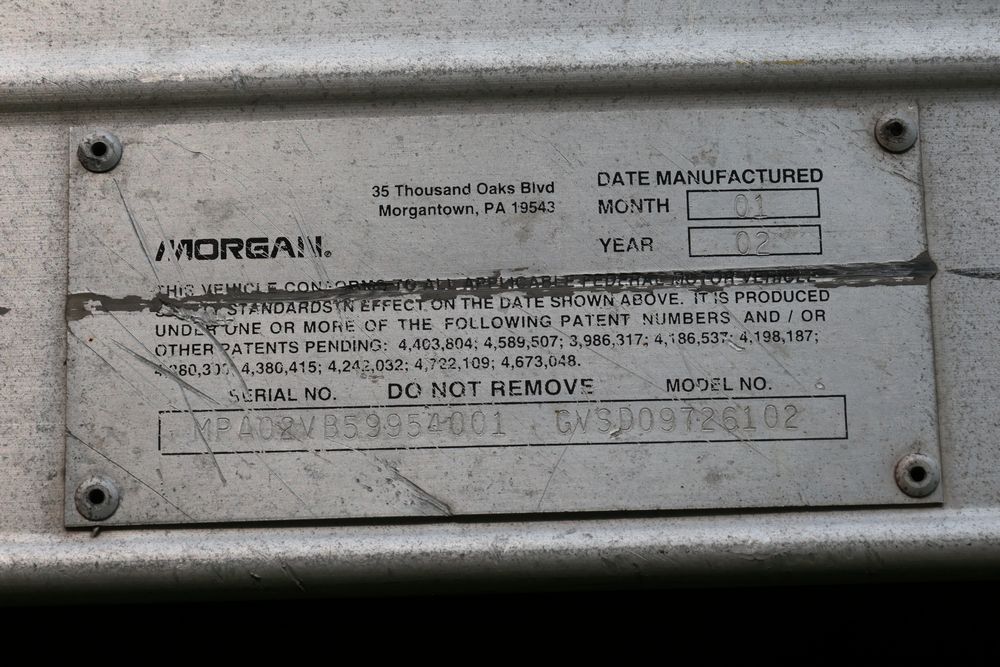 35 Thousand Oaks Blvd
Morgantown, PA 19543
DATE MANUFACTURED
MONTH 01
YEAR 02
MORGAN®
THIS VEHICLE CONFORMS TO ALL APPLICABLE FEDERAL MOTOR VEHICLE
STANDARDS IN EFFECT ON THE DATE SHOWN ABOVE. IT IS PRODUCED
UNDER ONE OR MORE OF THE FOLLOWING PATENT NUMBERS AND / OR
OTHER PATENTS PENDING: 4,403,804; 4,589,507; 3,986,317; 4,186,537; 4,198,187;
4,380,415; 4,242,032; 4,722,109; 4,673,048.
SERIAL NO. DO NOT REMOVE MODEL NO.
MPA02VB59954001 GVSD09726102